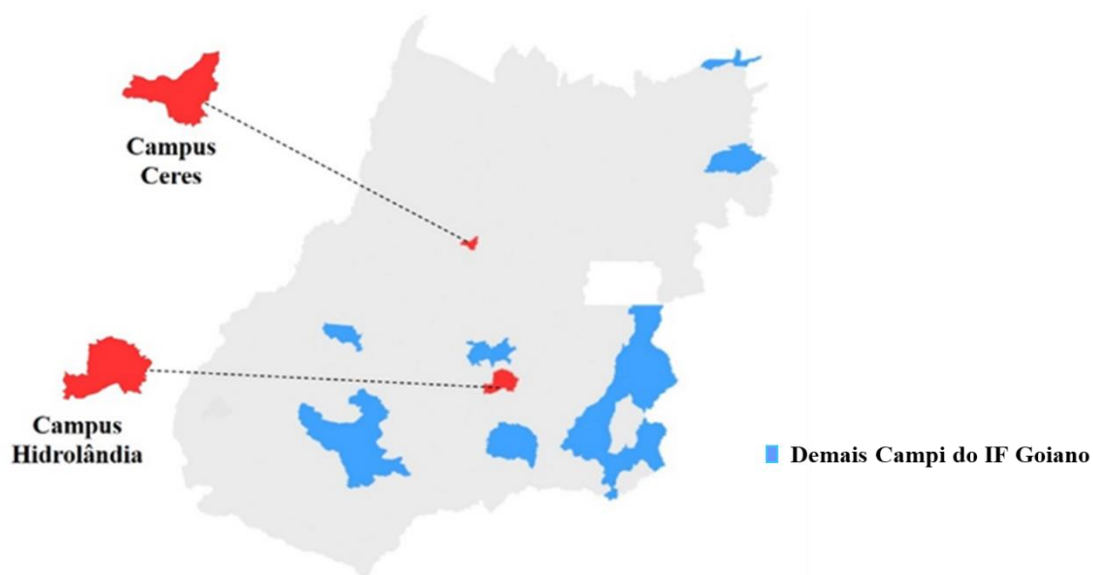 Campus
Ceres
Campus
Hidrolândia
Demais Campi do IF Goiano